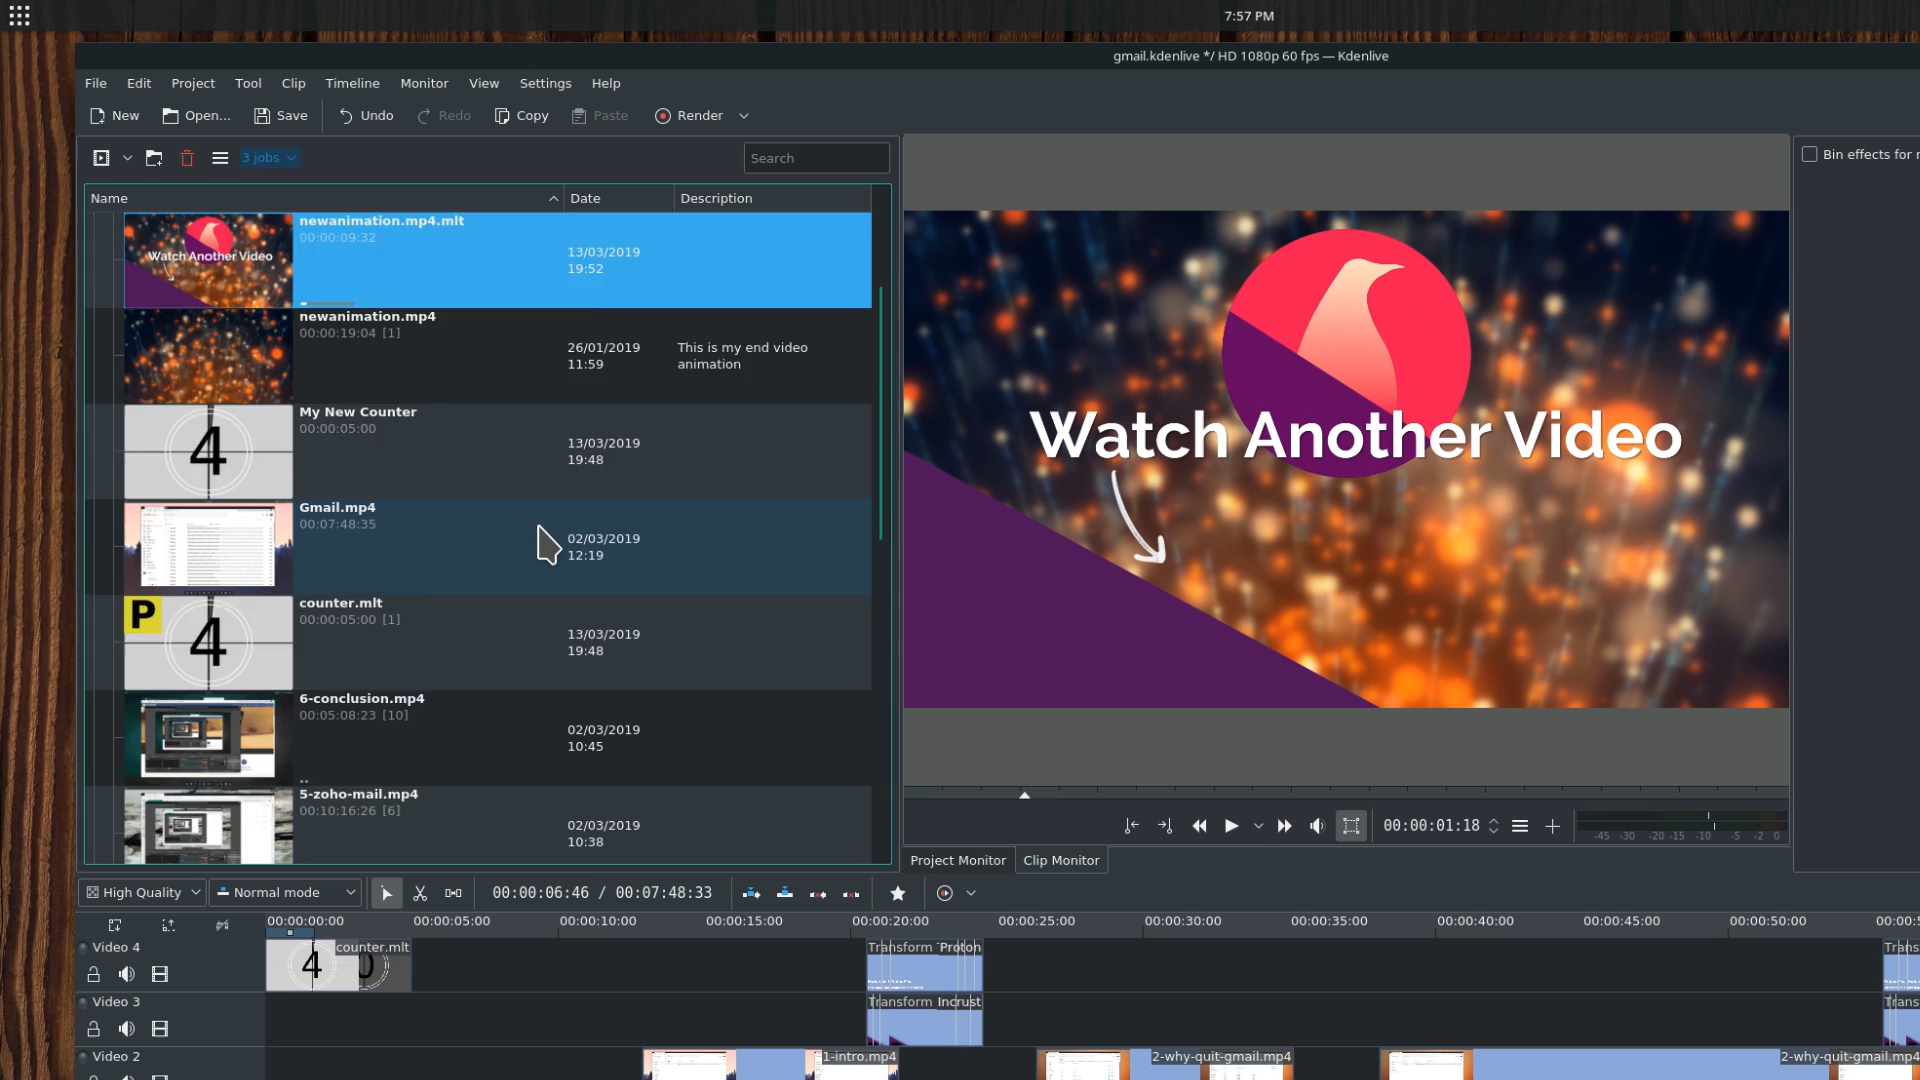 7:57 PM
gmail.kdenlive */ HD 1080p 60 fps — Kdenlive
File Edit Project Tool Clip Timeline Monitor View Settings Help
New Open... Save Undo Redo Copy Paste Render
3 jobs
Search
Bin effects for
Name Date Description
newanimation.mp4.mlt
00:00:09:32
13/03/2019
19:52
Watch Another Video
newanimation.mp4
00:00:19:04 [1]
26/01/2019
11:59
This is my end video
animation
My New Counter
00:00:05:00
13/03/2019
19:48
4
Gmail.mp4
00:07:48:35
02/03/2019
12:19
counter.mlt
00:00:05:00 [1]
13/03/2019
19:48
P
4
6-conclusion.mp4
00:05:08:23 [10]
02/03/2019
10:45
5-zoho-mail.mp4
00:10:16:26 [6]
02/03/2019
10:38
Watch Another Video
00:00:01:18
-45 -30 -20 -15 -10 -5 -2 0
Project Monitor Clip Monitor
High Quality Normal mode 00:00:06:46 / 00:07:48:33
00:00:00:00 00:00:05:00 00:00:10:00 00:00:15:00 00:00:20:00 00:00:25:00 00:00:30:00 00:00:35:00 00:00:40:00 00:00:45:00 00:00:50:00
Video 4
4
counter.mlt
0
Transform Proton
Video 3
Transform Incrust
Video 2
1-intro.mp4
2-why-quit-gmail.mp4
2-why-quit-gmail.mp4